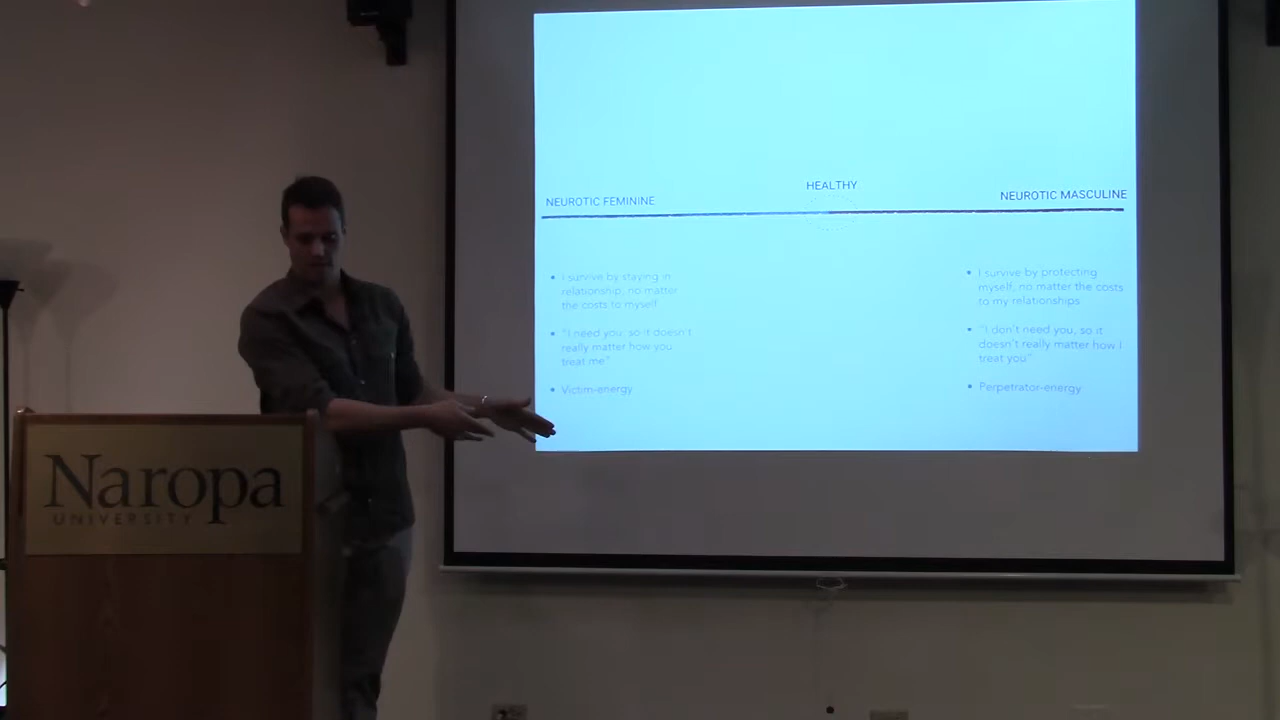 HEALTHY
NEUROTIC FEMININE
NEUROTIC MASCULINE
• I survive by staying in
relationship, no matter
the costs to myself
• "I need you, so it doesn't
really matter how you
treat me"
• Victim-energy
• I survive by protecting
myself, no matter the costs
to my relationships
• "I don't need you, so it
doesn't really matter how I
treat you"
• Perpetrator-energy
Naropa
UNIVERSITY